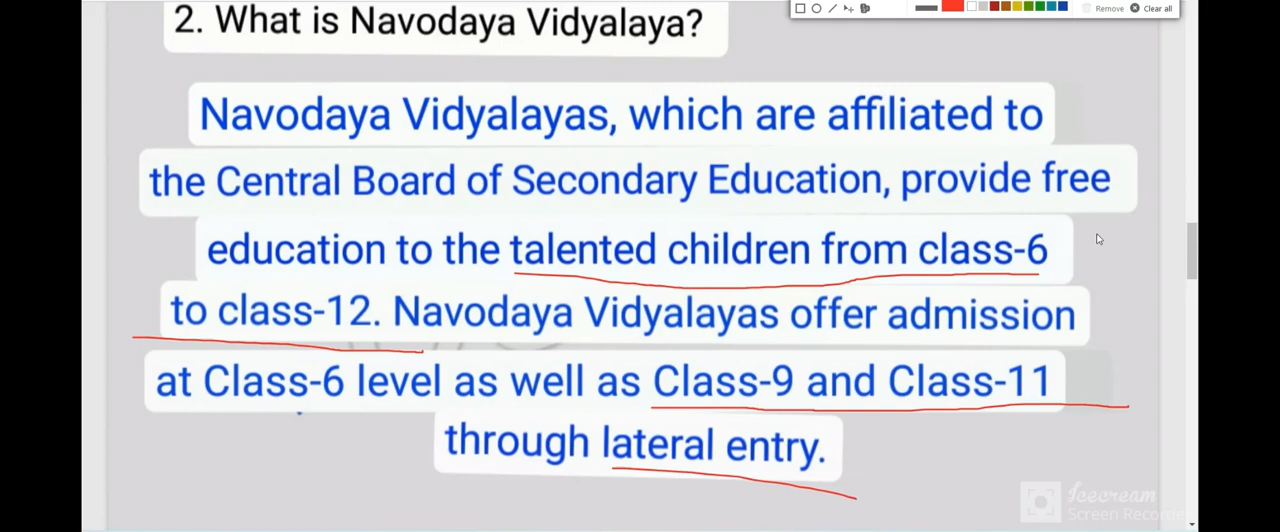 Remove Clear all
2. What is Navodaya Vidyalaya?
Navodaya Vidyalayas, which are affiliated to
the Central Board of Secondary Education, provide free
education to the talented children from class-6
to class-12. Navodaya Vidyalayas offer admission
at Class-6 level as well as Class-9 and Class-11
through lateral entry.
Icecream
Screen Recorder